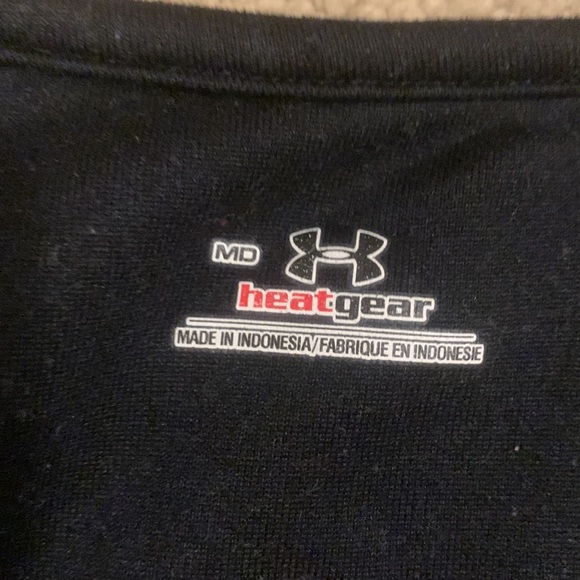 MD
heatgear
MADE IN INDONESIA/FABRIQUE EN INDONESIE